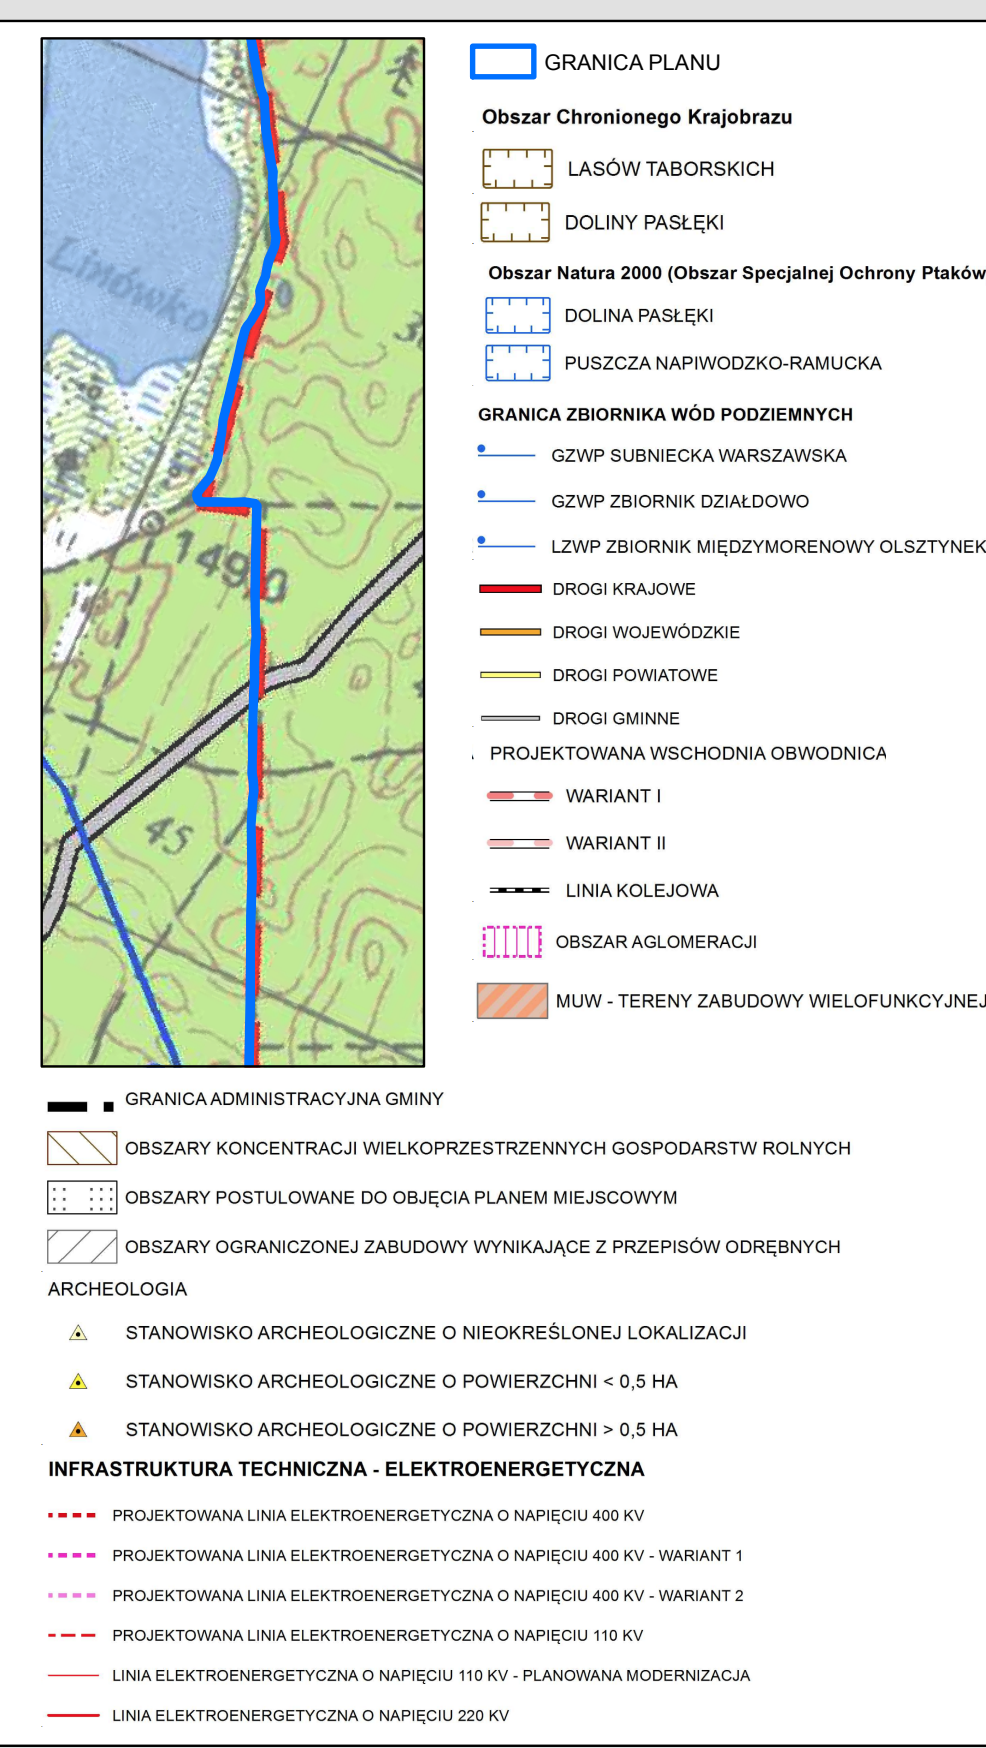 Limówko
149,0
45
GRANICA PLANU
Obszar Chronionego Krajobrazu
LASÓW TABORSKICH
DOLINY PASŁĘKI
Obszar Natura 2000 (Obszar Specjalnej Ochrony Ptaków
DOLINA PASŁĘKI
PUSZCZA NAPIWODZKO-RAMUCKA
GRANICA ZBIORNIKA WÓD PODZIEMNYCH
GZWP SUBNIECKA WARSZAWSKA
GZWP ZBIORNIK DZIAŁDOWO
LZWP ZBIORNIK MIĘDZYMORENOWY OLSZTYNEK
DROGI KRAJOWE
DROGI WOJEWÓDZKIE
DROGI POWIATOWE
DROGI GMINNE
PROJEKTOWANA WSCHODNIA OBWODNICA
WARIANT I
WARIANT II
LINIA KOLEJOWA
OBSZAR AGLOMERACJI
MUW - TERENY ZABUDOWY WIELOFUNKCYJNEJ
GRANICA ADMINISTRACYJNA GMINY
OBSZARY KONCENTRACJI WIELKOPRZESTRZENNYCH GOSPODARSTW ROLNYCH
OBSZARY POSTULOWANE DO OBJĘCIA PLANEM MIEJSCOWYM
OBSZARY OGRANICZONEJ ZABUDOWY WYNIKAJĄCE Z PRZEPISÓW ODRĘBNYCH
ARCHEOLOGIA
STANOWISKO ARCHEOLOGICZNE O NIEOKREŚLONEJ LOKALIZACJI
STANOWISKO ARCHEOLOGICZNE O POWIERZCHNI < 0,5 HA
STANOWISKO ARCHEOLOGICZNE O POWIERZCHNI > 0,5 HA
INFRASTRUKTURA TECHNICZNA - ELEKTROENERGETYCZNA
PROJEKTOWANA LINIA ELEKTROENERGETYCZNA O NAPIĘCIU 400 KV
PROJEKTOWANA LINIA ELEKTROENERGETYCZNA O NAPIĘCIU 400 KV - WARIANT 1
PROJEKTOWANA LINIA ELEKTROENERGETYCZNA O NAPIĘCIU 400 KV - WARIANT 2
PROJEKTOWANA LINIA ELEKTROENERGETYCZNA O NAPIĘCIU 110 KV
LINIA ELEKTROENERGETYCZNA O NAPIĘCIU 110 KV - PLANOWANA MODERNIZACJA
LINIA ELEKTROENERGETYCZNA O NAPIĘCIU 220 KV